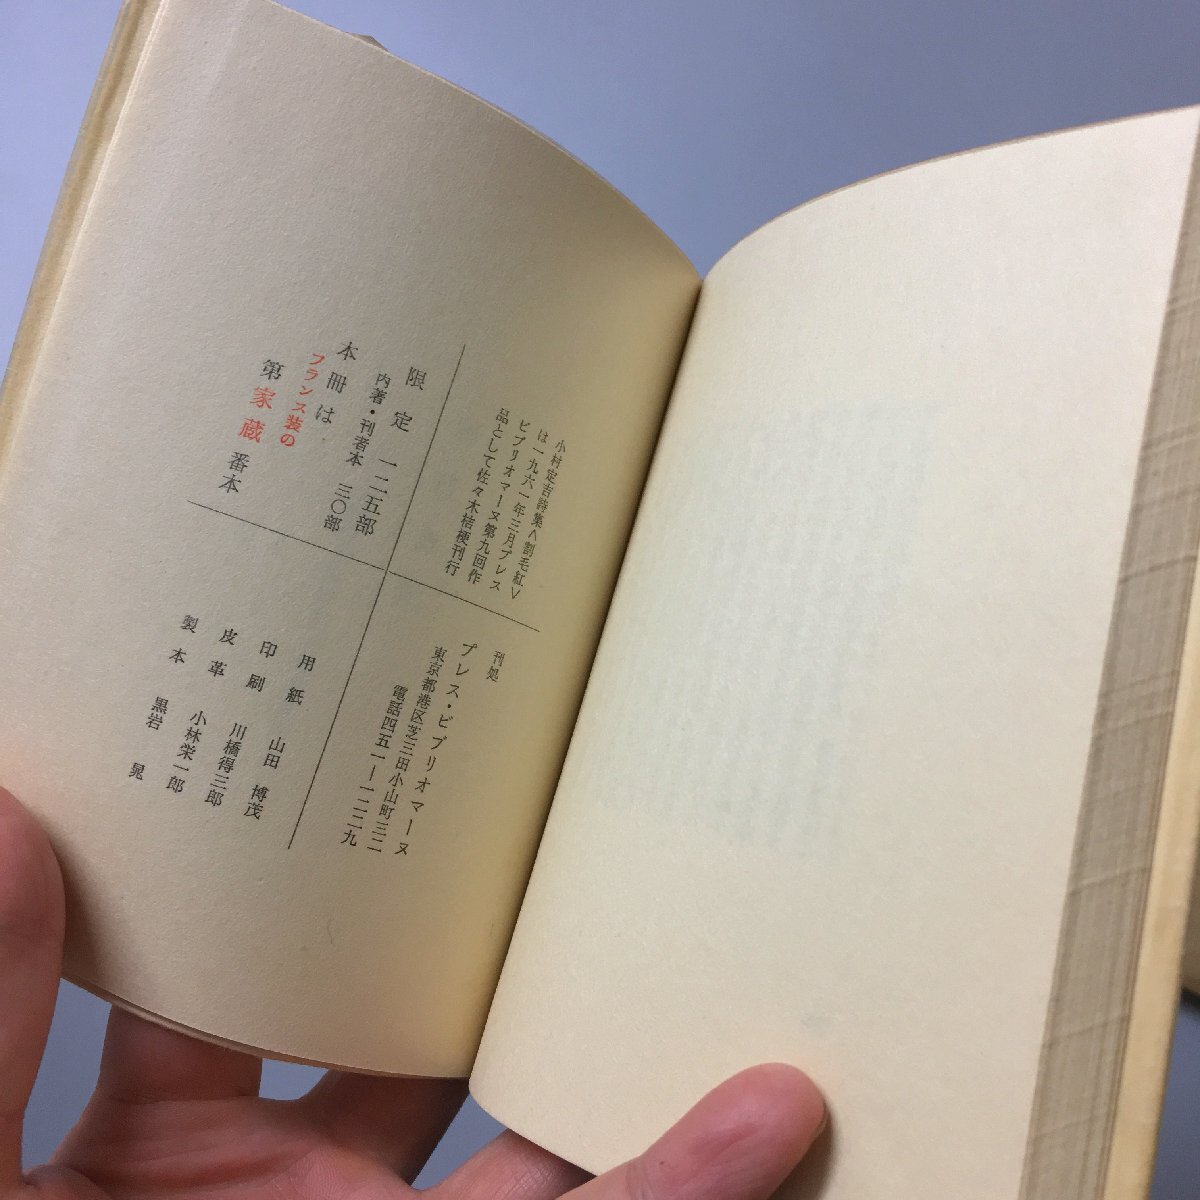 小村定吉詩集＜割毛紅＞
は一九六一年三月プレス
ビブリオマーヌ第九回作
品として佐々木桔梗刊行
限定 一二五部
内著・刊者本 三〇部
本冊は
フランス装の
第家蔵番本
刊処
プレス・ビブリオマーヌ
東京都港区芝三田小山町三二
電話四五一ー一二二九
用紙 山田博茂
印刷 川橋得三郎
皮革 小林栄一郎
製本 黒岩晃